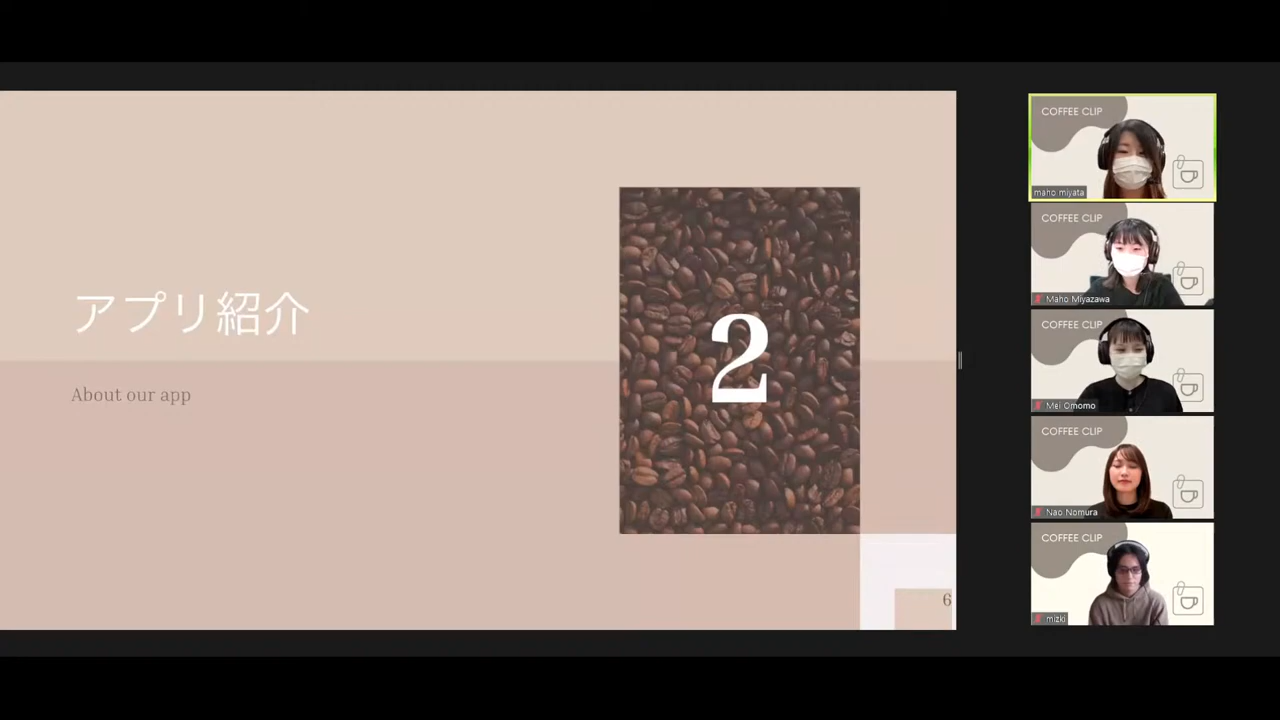 アプリ紹介
About our app
2
6
COFFEE CLIP
maho miyata
COFFEE CLIP
Maho Miyazawa
COFFEE CLIP
Mei Omomo
COFFEE CLIP
Nao Nomura
COFFEE CLIP
mizki